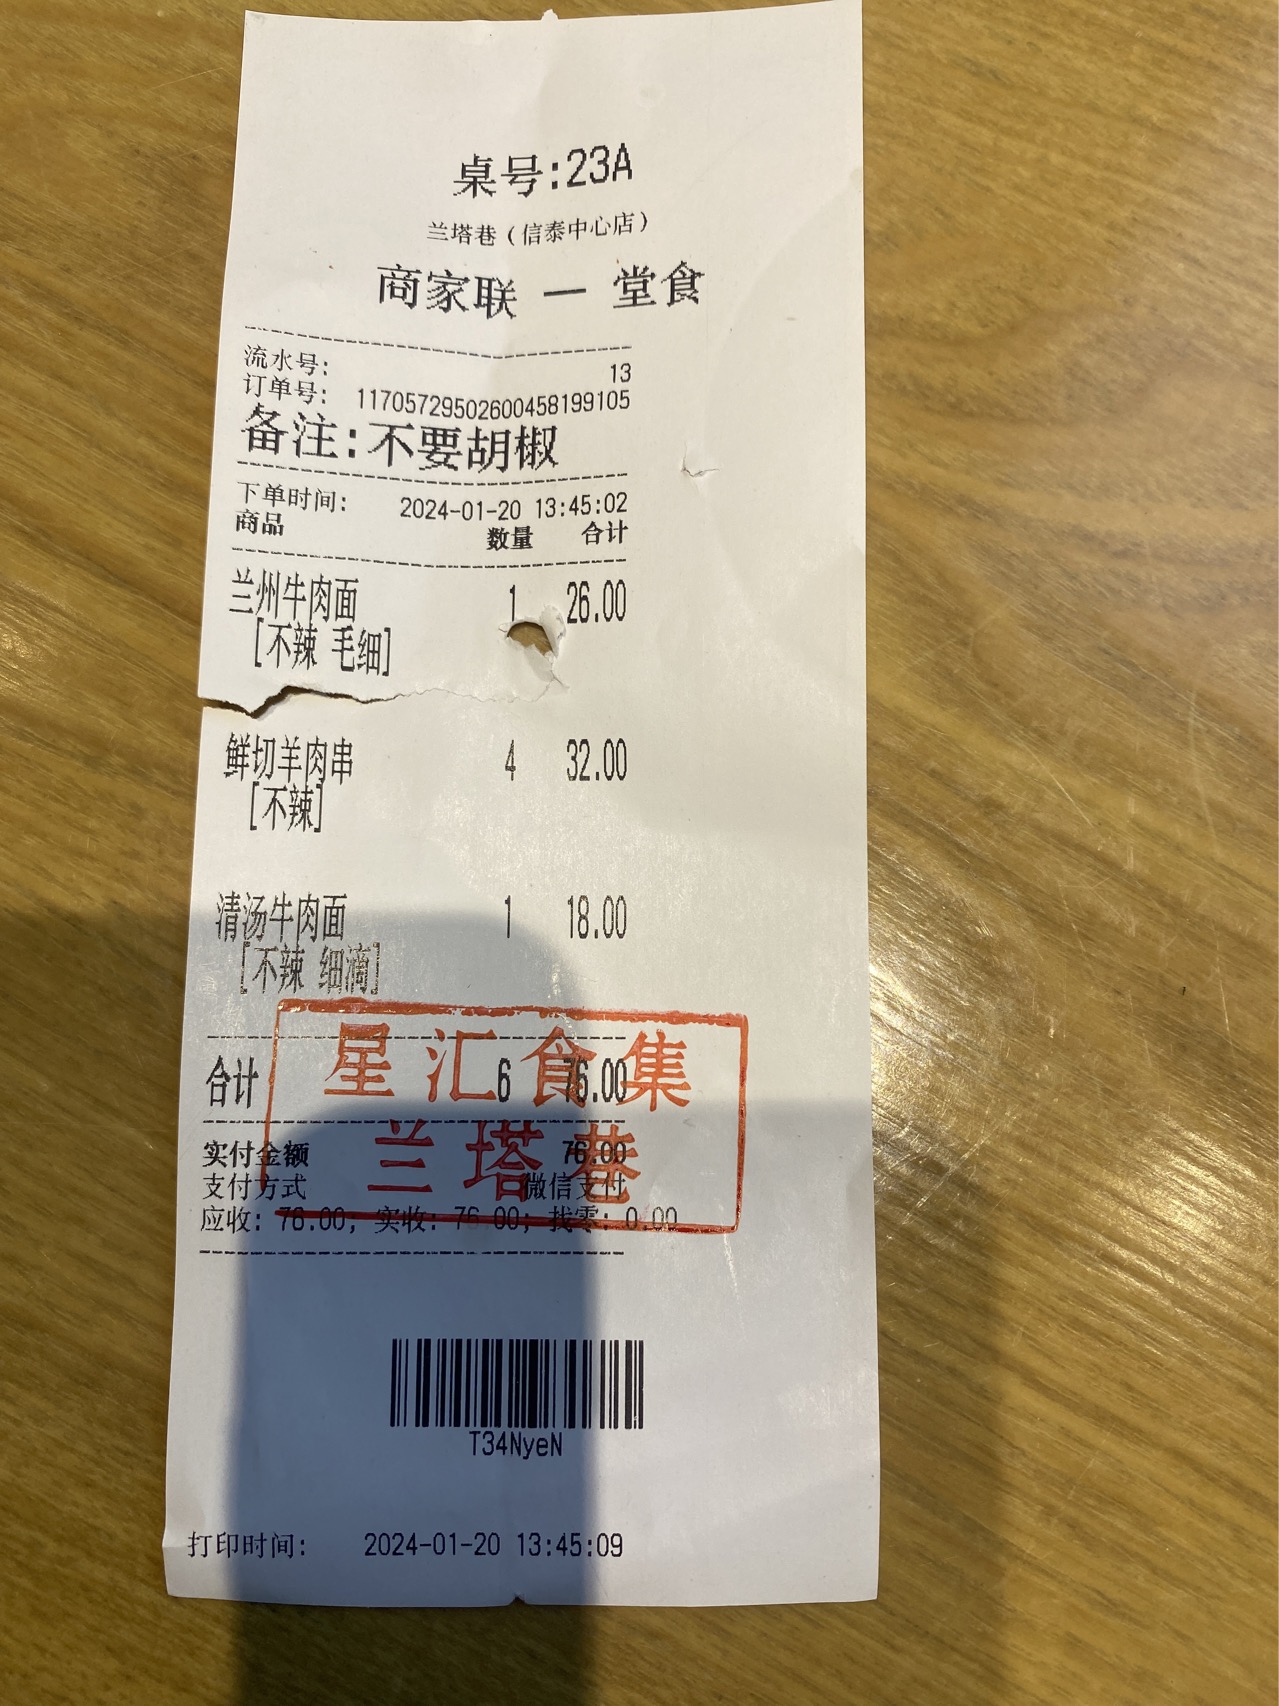 桌号:23A
兰塔巷(信泰中心店)
商家联 一 堂食
流水号: 13
订单号: 117057295026004581​99105
备注:不要胡椒
下单时间: 2024-01-20 13:45:02
商品 数量 合计
兰州牛肉面 1 26.00
[不辣 毛细]
鲜切羊肉串 4 32.00
[不辣]
清汤牛肉面 1 18.00
[不辣 细滴]
星汇食集
合计 6 76.00
兰塔巷
实付金额 76.00
支付方式 微信支付
应收: 76.00; 实收: 76.00; 找零: 0.00
T34NyeN
打印时间: 2024-01-20 13:45:09